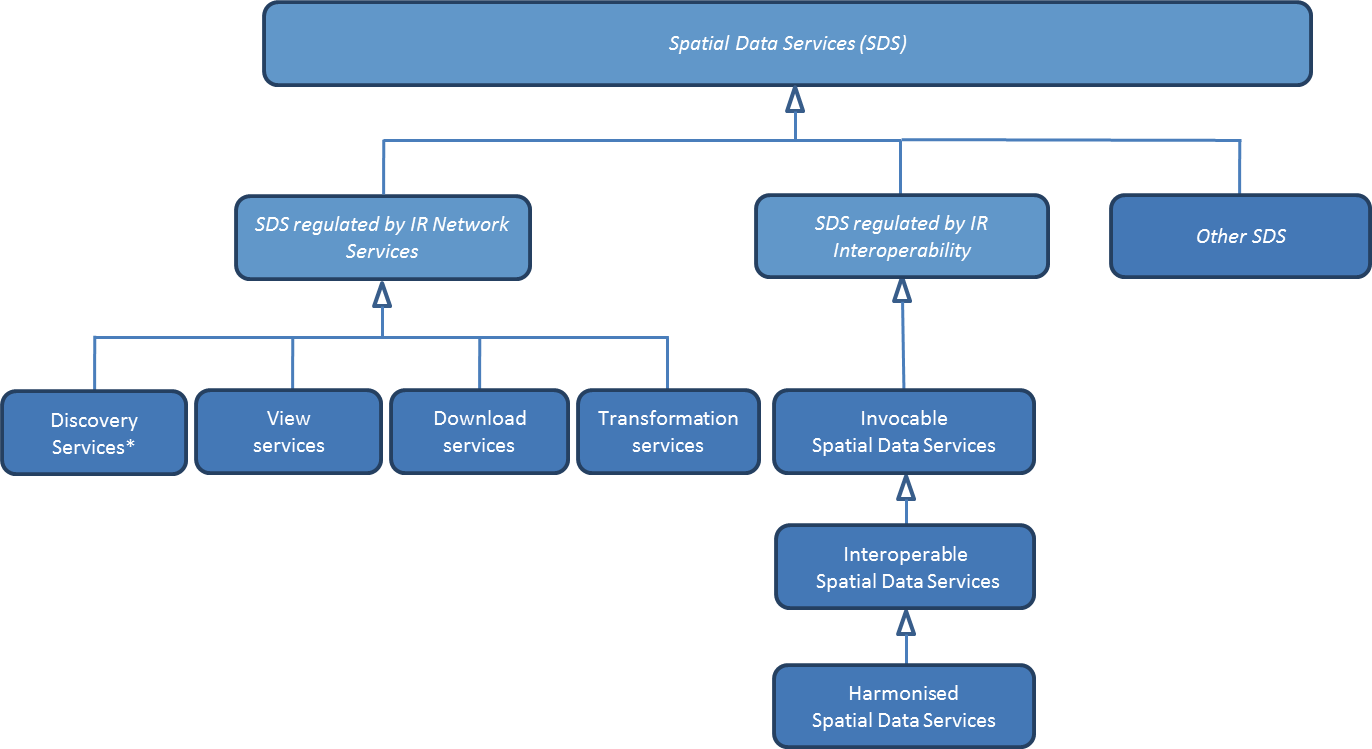 Spatial Data Services (SDS)
SDS regulated by IR Network
Services
SDS regulated by IR
Interoperability
Other SDS
Discovery
Services*
View
services
Download
services
Transformation
services
Invocable
Spatial Data Services
Interoperable
Spatial Data Services
Harmonised
Spatial Data Services